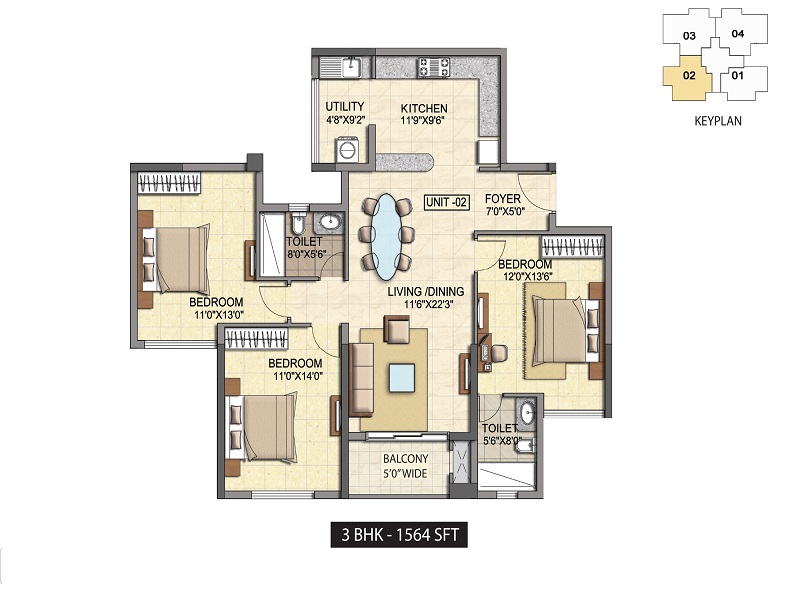 03
04
02
01
KEYPLAN
UTILITY
4'8"X9'2"
KITCHEN
11'9"X9'6"
UNIT -02
FOYER
7'0"X5'0"
TOILET
8'0"X5'6"
BEDROOM
11'0"X13'0"
LIVING /DINING
11'6"X22'3"
BEDROOM
12'0"X13'6"
BEDROOM
11'0"X14'0"
TOILET
5'6"X8'0"
BALCONY
5'0" WIDE
3 BHK - 1564 SFT